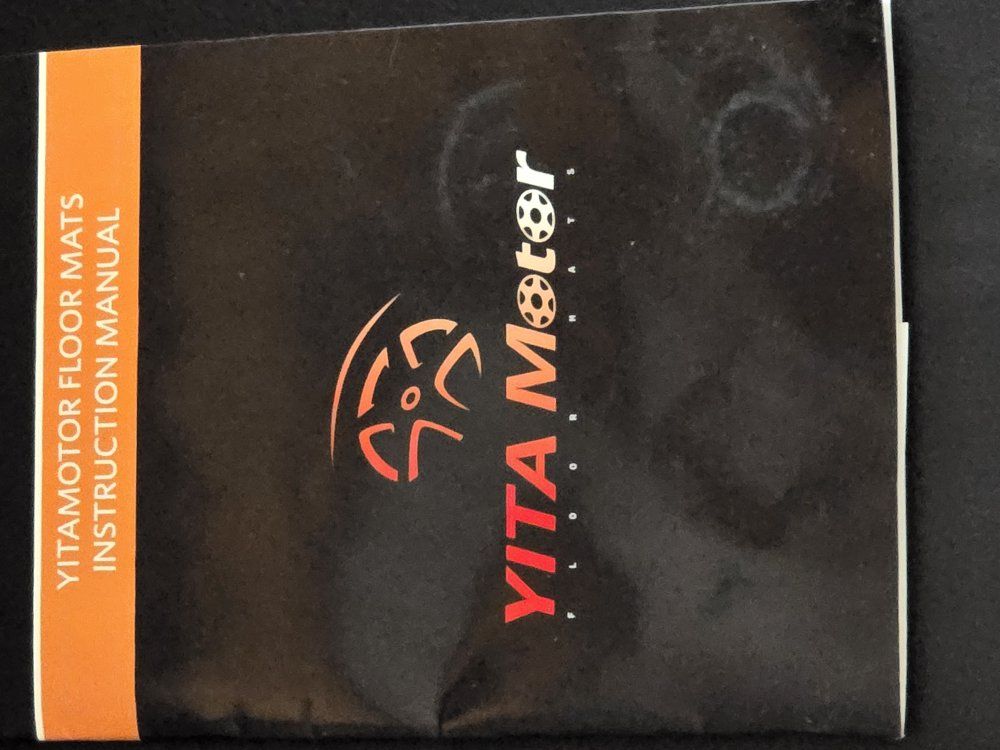 YITAMOTOR FLOOR MATS
INSTRUCTION MANUAL
YITA Motor
FLOOR MATS